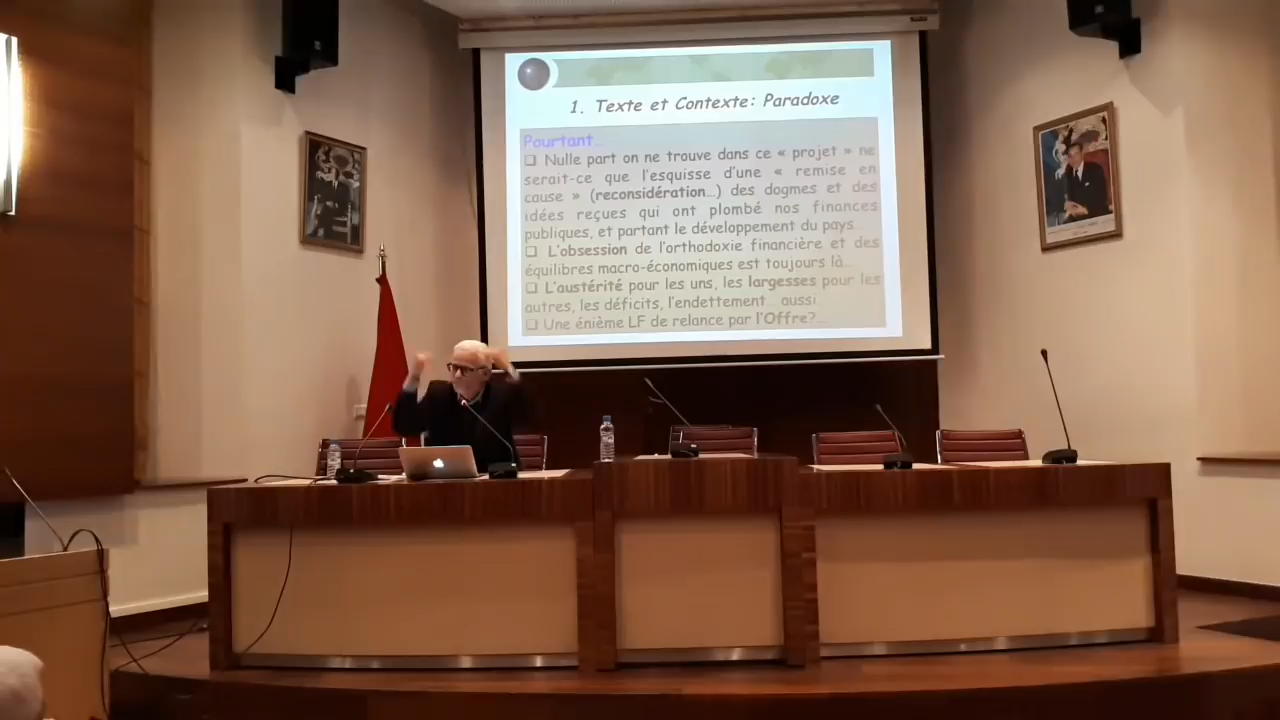 1. Texte et Contexte: Paradoxe
Pourtant...
❑ Nulle part on ne trouve dans ce « projet » ne
serait-ce que l'esquisse d'une « remise en
cause » (reconsidération...) des dogmes et des
idées reçues qui ont plombé nos finances
publiques, et partant le développement du pays...
❑ L'obsession de l'orthodoxie financière et des
équilibres macro-économiques est toujours là...
❑ L'austérité pour les uns, les largesses pour les
autres, les déficits, l'endettement... aussi...
❑ Une énième LF de relance par l'Offre?...